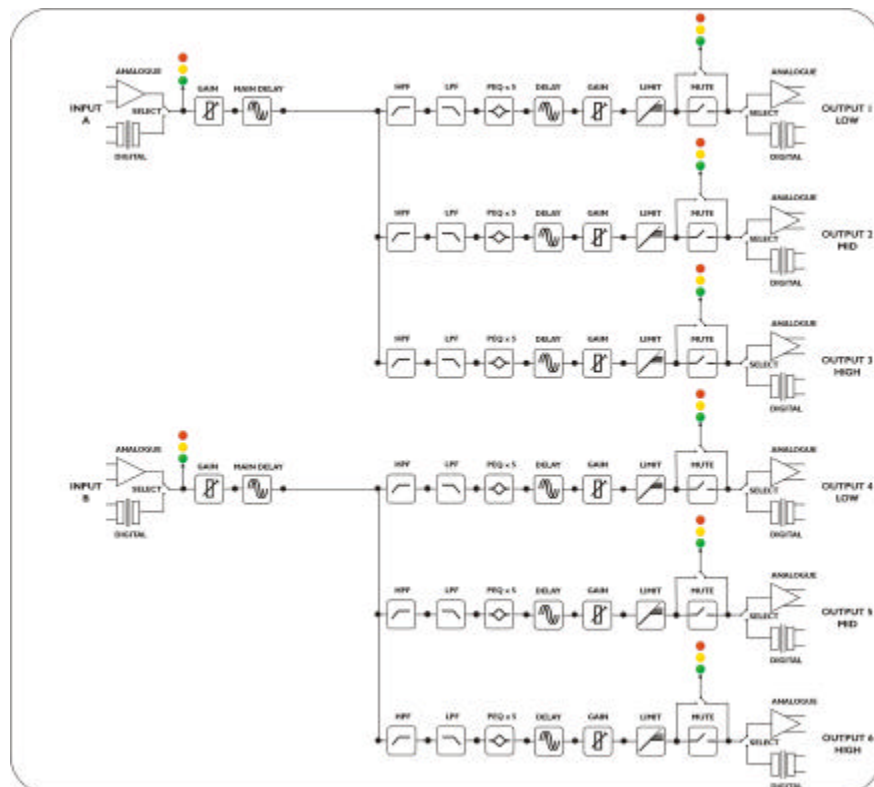 ANALOGUE
INPUT
A
SELECT
DIGITAL
GAIN
MAIN DELAY
HPF
LPF
PEQ x 5
DELAY
GAIN
LIMIT
MUTE
ANALOGUE
SELECT
DIGITAL
OUTPUT 1
LOW
HPF
LPF
PEQ x 5
DELAY
GAIN
LIMIT
MUTE
ANALOGUE
SELECT
DIGITAL
OUTPUT 2
MID
HPF
LPF
PEQ x 5
DELAY
GAIN
LIMIT
MUTE
ANALOGUE
SELECT
DIGITAL
OUTPUT 3
HIGH
ANALOGUE
INPUT
B
SELECT
DIGITAL
GAIN
MAIN DELAY
HPF
LPF
PEQ x 5
DELAY
GAIN
LIMIT
MUTE
ANALOGUE
SELECT
DIGITAL
OUTPUT 4
LOW
HPF
LPF
PEQ x 5
DELAY
GAIN
LIMIT
MUTE
ANALOGUE
SELECT
DIGITAL
OUTPUT 5
MID
HPF
LPF
PEQ x 5
DELAY
GAIN
LIMIT
MUTE
ANALOGUE
SELECT
DIGITAL
OUTPUT 6
HIGH